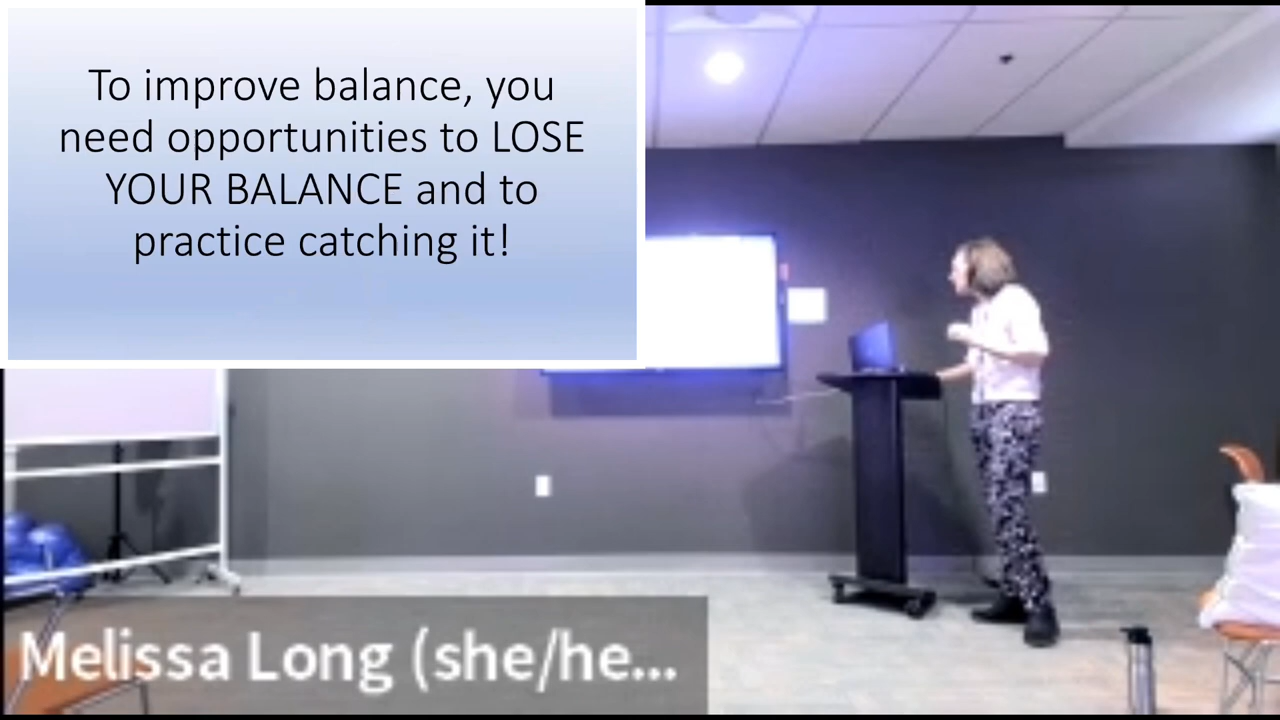 To improve balance, you
need opportunities to LOSE
YOUR BALANCE and to
practice catching it!
Melissa Long (she/he...